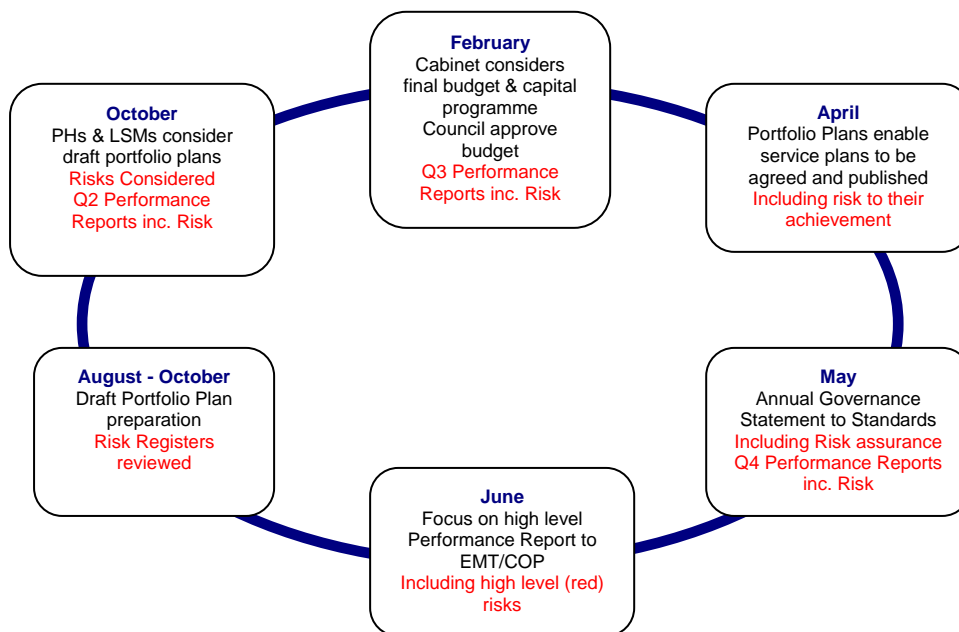 February
Cabinet considers
final budget & capital
programme
Council approve
budget
Q3 Performance
Reports inc. Risk
April
Portfolio Plans enable
service plans to be
agreed and published
Including risk to their
achievement
May
Annual Governance
Statement to Standards
Including Risk assurance
Q4 Performance Reports
inc. Risk
June
Focus on high level
Performance Report to
EMT/COP
Including high level (red)
risks
August - October
Draft Portfolio Plan
preparation
Risk Registers
reviewed
October
PHs & LSMs consider
draft portfolio plans
Risks Considered
Q2 Performance
Reports inc. Risk